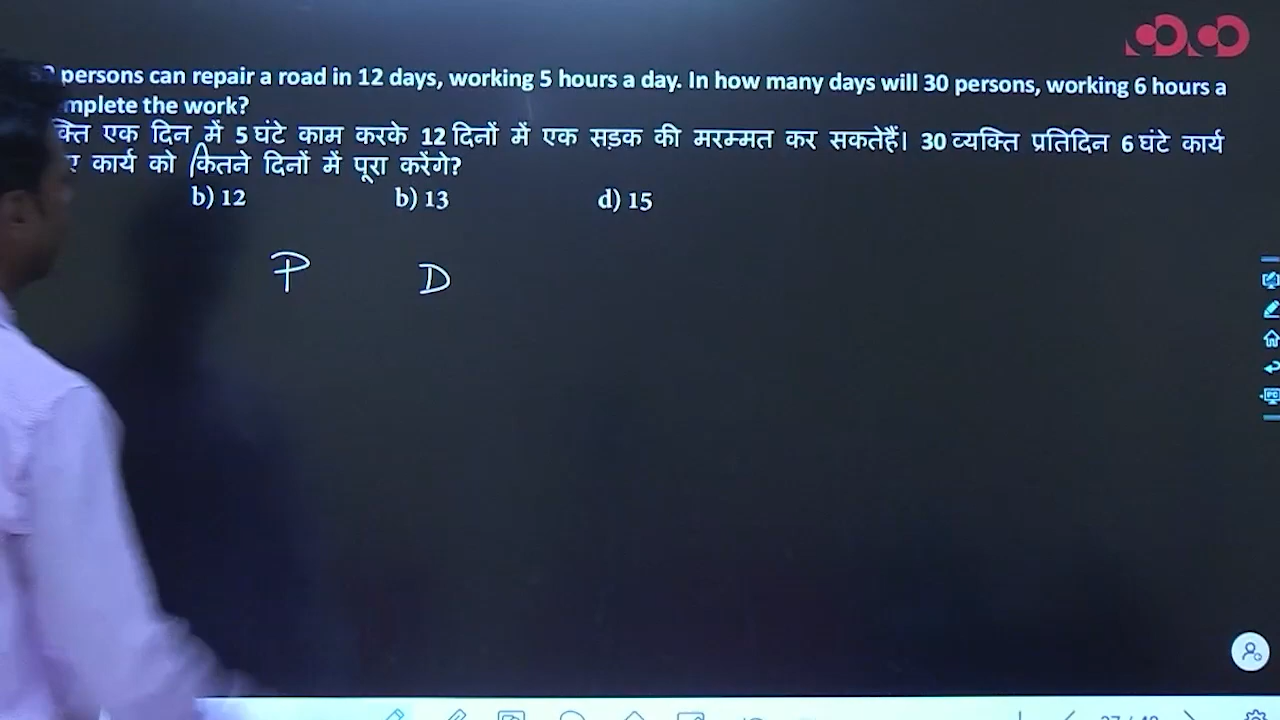 persons can repair a road in 12 days, working 5 hours a day. In how many days will 30 persons, working 6 hours a
mplete the work?
क्ति एक दिन में 5 घंटे काम करके 12 दिनों में एक सड़क की मरम्मत कर सकतेहैं। 30 व्यक्ति प्रतिदिन 6 घंटे कार्य
ए कार्य को कितने दिनों में पूरा करेंगे?
b) 12 b) 13 d) 15
P D